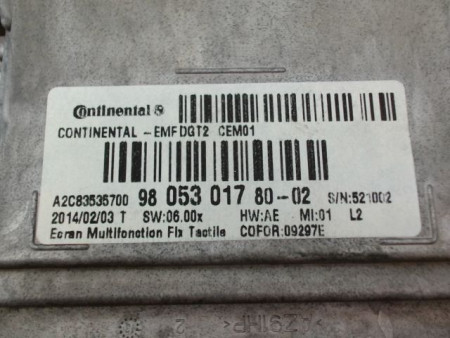 Continental
CONTINENTAL -EMFDGT2 CEM01
A2C83535700 98 053 017 80-02 S/N:521002
2014/02/03 T SW:06.00x HW:AE MI:01 L2
Ecran Multifonction Fix Tactile COFOR:09297E